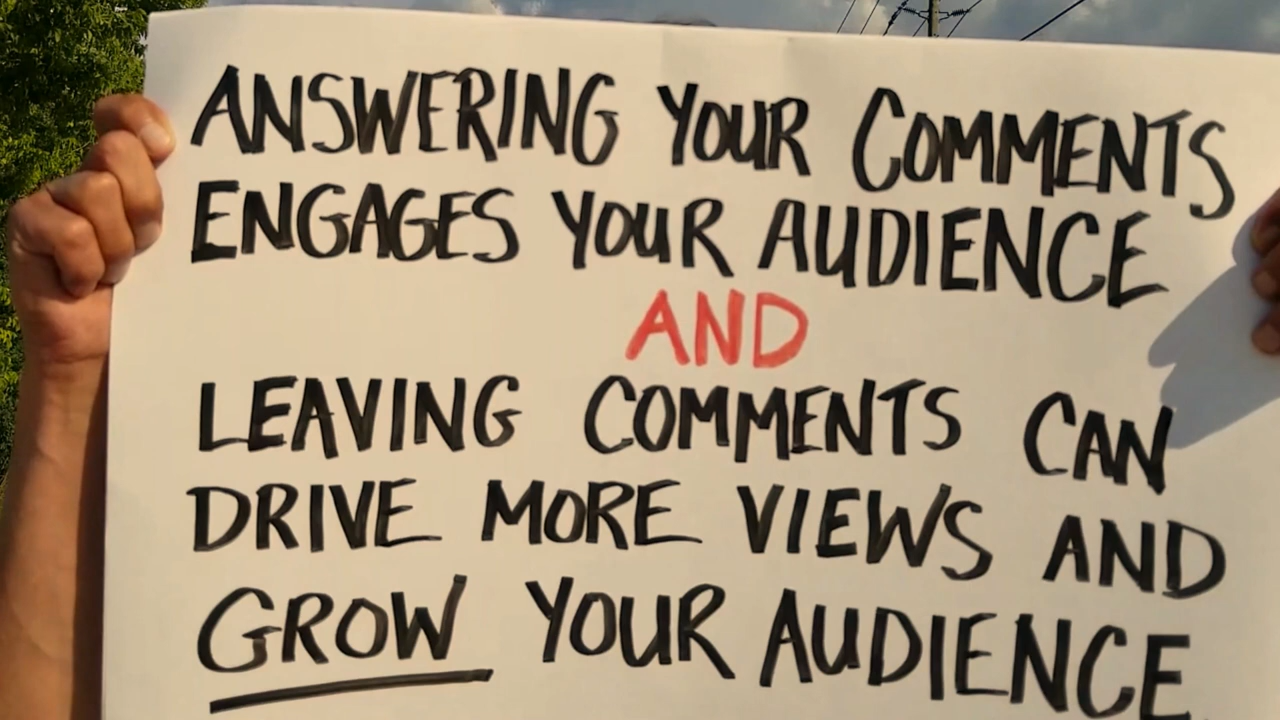 ANSWERING YOUR COMMENTS
ENGAGES YOUR AUDIENCE
AND
LEAVING COMMENTS CAN
DRIVE MORE VIEWS AND
GROW YOUR AUDIENCE